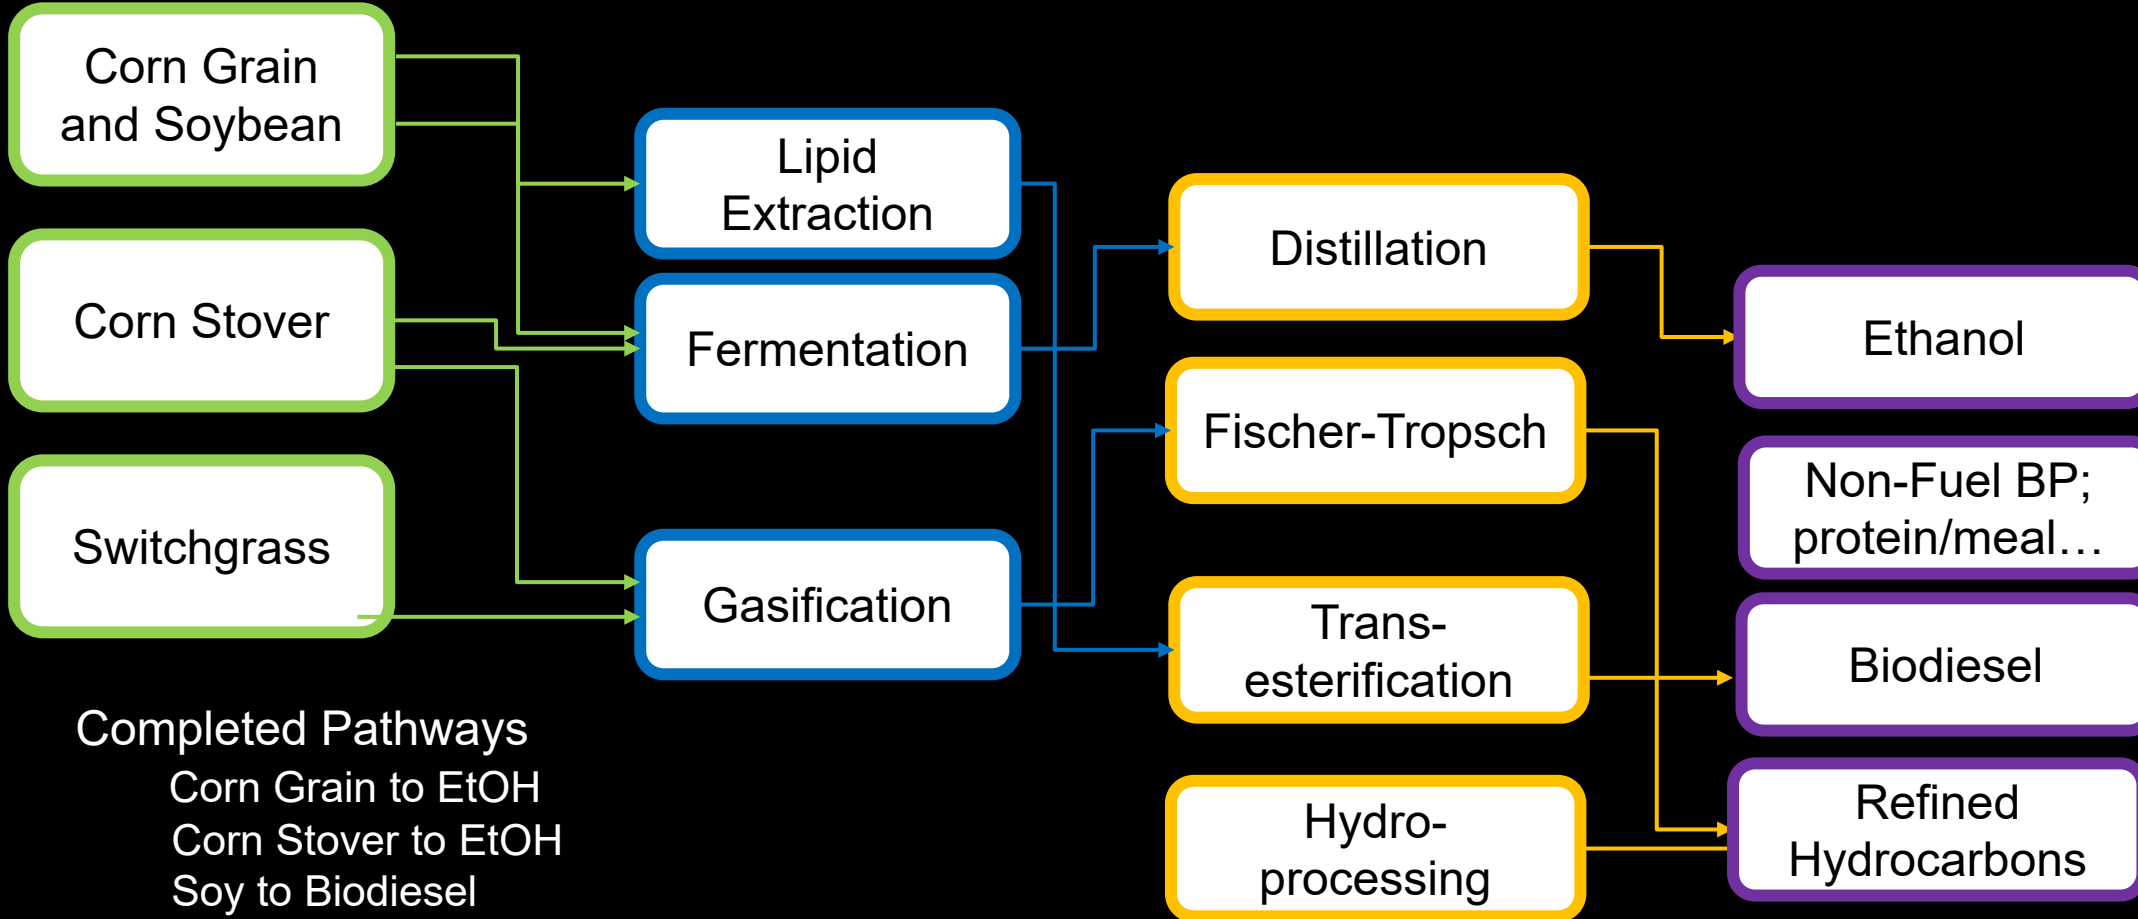 Corn Grain
and Soybean
Corn Stover
Switchgrass
Lipid
Extraction
Fermentation
Gasification
Distillation
Fischer-Tropsch
Trans-
esterification
Hydro-
processing
Ethanol
Non-Fuel BP;
protein/meal…
Biodiesel
Refined
Hydrocarbons
Completed Pathways
Corn Grain to EtOH
Corn Stover to EtOH
Soy to Biodiesel